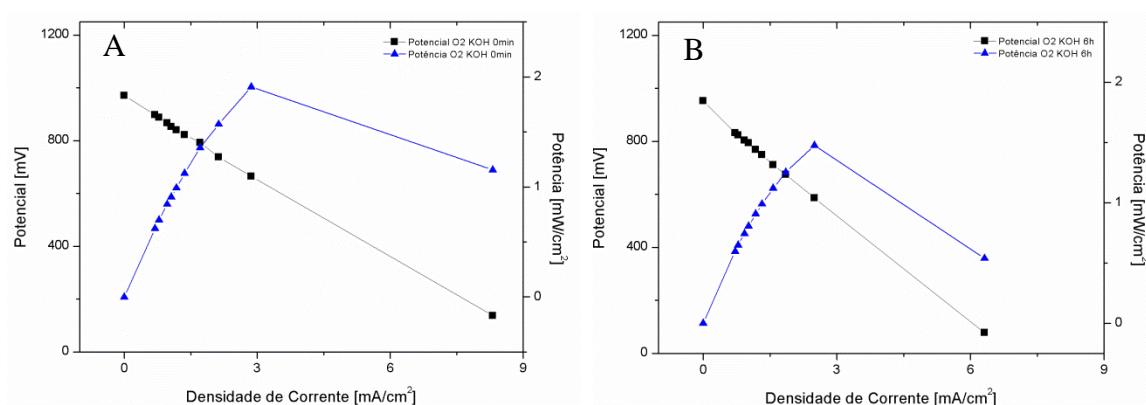 A
Potencial O2 KOH 0min
Potência O2 KOH 0min
1200
800
400
0
Potencial [mV]
2
1
0
Potência [mW/cm²]
0
3
6
9
Densidade de Corrente [mA/cm²]
B
Potencial O2 KOH 6h
Potência O2 KOH 6h
1200
800
400
0
Potencial [mV]
2
1
0
Potência [mW/cm²]
0
3
6
9
Densidade de Corrente [mA/cm²]